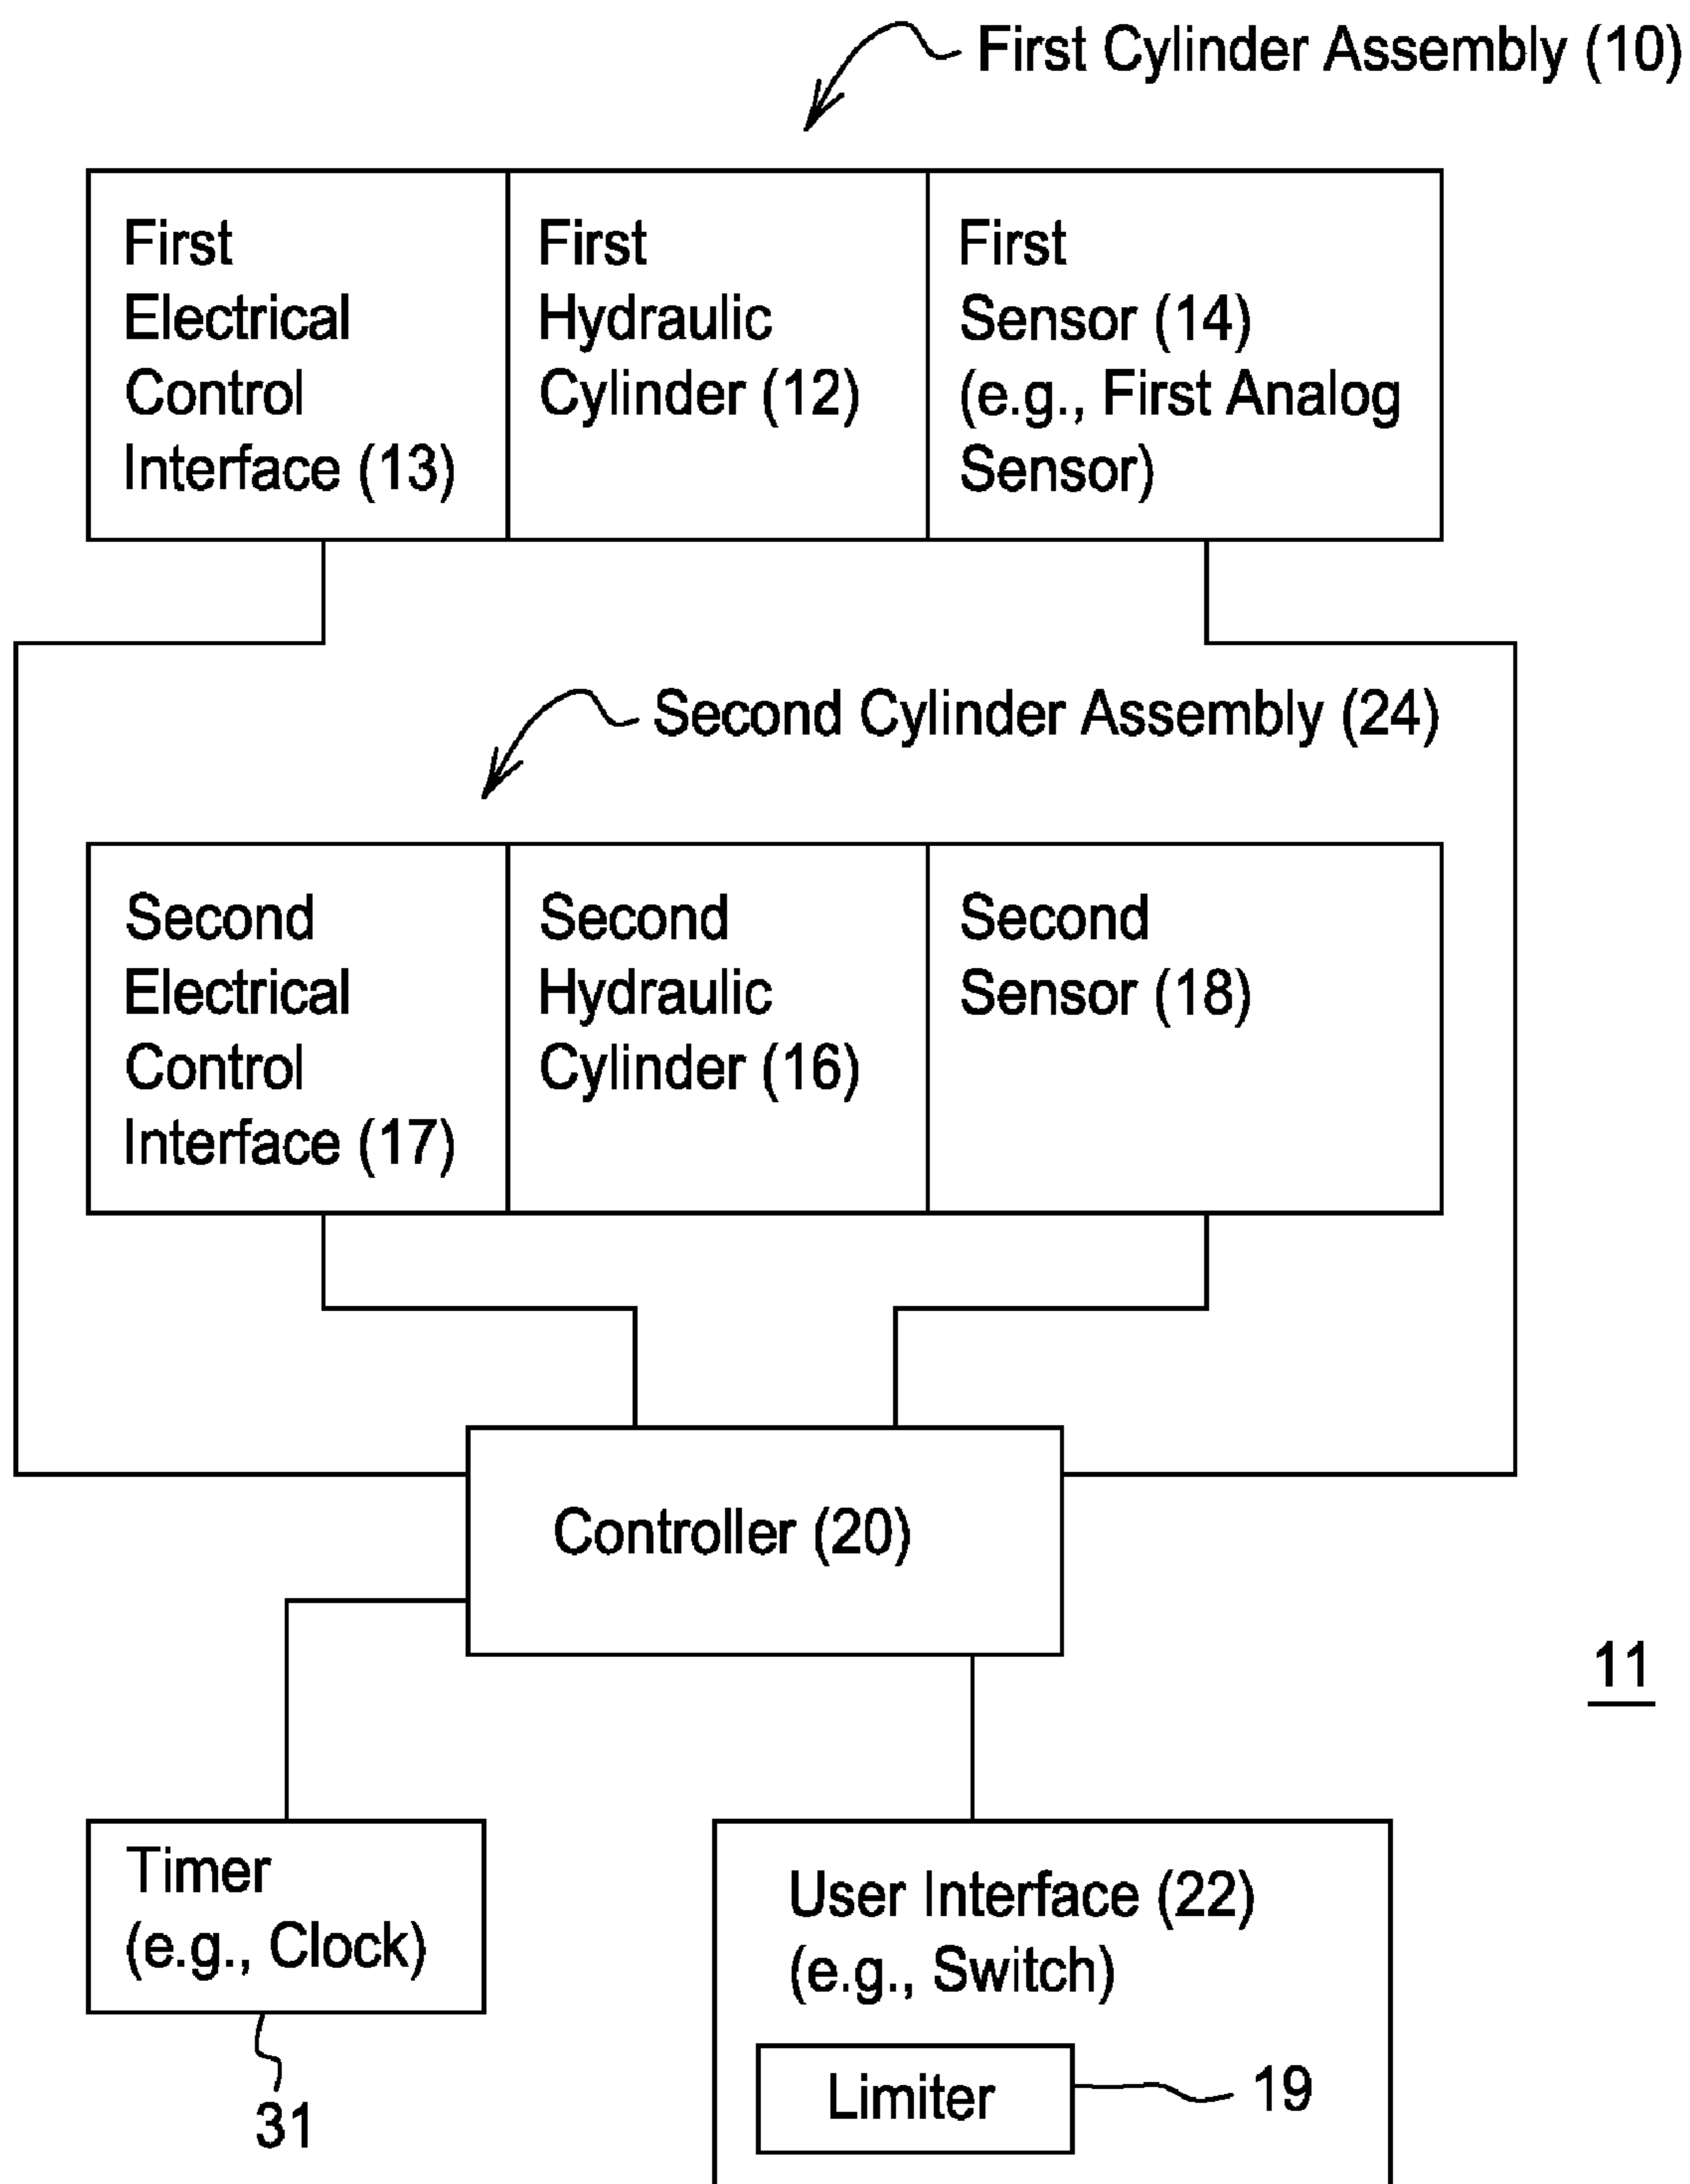 First Cylinder Assembly (10)
First
Electrical
Control
Interface (13)
First
Hydraulic
Cylinder (12)
First
Sensor (14)
(e.g., First Analog
Sensor)
Second Cylinder Assembly (24)
Second
Electrical
Control
Interface (17)
Second
Hydraulic
Cylinder (16)
Second
Sensor (18)
Controller (20)
11
Timer
(e.g., Clock)
31
User Interface (22)
(e.g., Switch)
Limiter
19